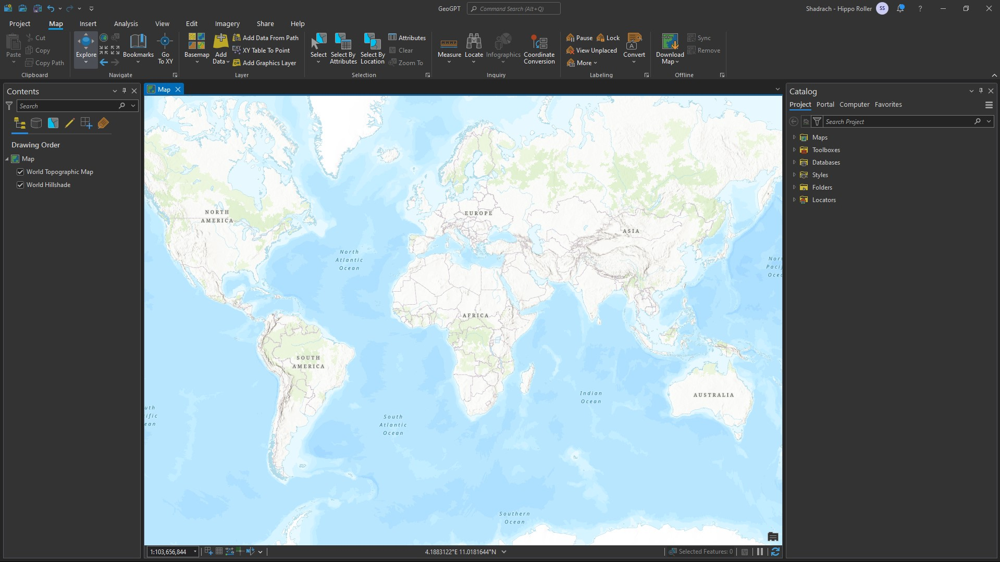 GeoGPT
Command Search (Alt+Q)
Shadrach - Hippo Roller
SS
?
Project
Map
Insert
Analysis
View
Edit
Imagery
Share
Help
Paste
Cut
Copy
Copy Path
Clipboard
Explore
Bookmarks
Go
To XY
Navigate
Basemap
Add
Data
Add Data From Path
XY Table To Point
Add Graphics Layer
Layer
Select
Select By
Attributes
Select By
Location
Attributes
Clear
Zoom To
Selection
Measure
Locate
Infographics
Coordinate
Conversion
Inquiry
Pause
Lock
View Unplaced
More
Convert
Labeling
Download
Map
Sync
Remove
Offline
Contents
Search
Drawing Order
Map
World Topographic Map
World Hillshade
Map
NORTH
AMERICA
EUROPE
ASIA
North
Atlantic
Ocean
Nor
Pacif
Ocea
AFRICA
SOUTH
AMERICA
Indian
Ocean
AUSTRALIA
uth
ific
ean
South
Atlantic
Ocean
Southern
Ocean
1:103,656,844
4.1883122°E 11.0181644°N
Selected Features: 0
Catalog
Project
Portal
Computer
Favorites
Search Project
Maps
Toolboxes
Databases
Styles
Folders
Locators